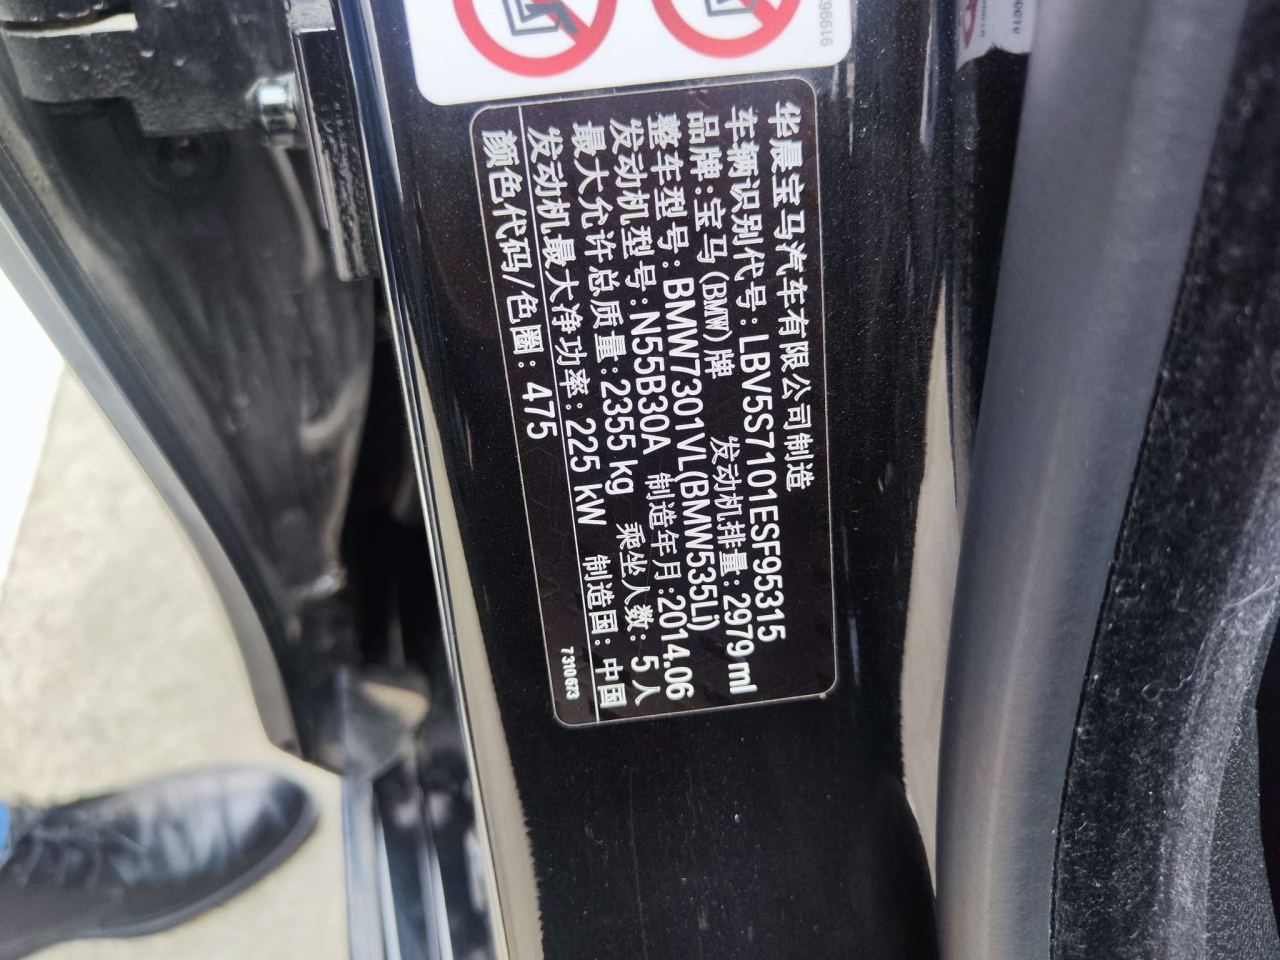 华晨宝马汽车有限公司制造
车辆识别代号:LBV5S7101ESF95315
品牌:宝马(BMW)牌 发动机排量:2979 ml
整车型号:BMW7301VL(BMW535Li)
发动机型号:N55B30A 制造年月:2014.06
最大允许总质量:2355 kg 乘坐人数: 5 人
发动机最大净功率:225 kW 制造国: 中国
颜色代码/色圈: 475
7310673